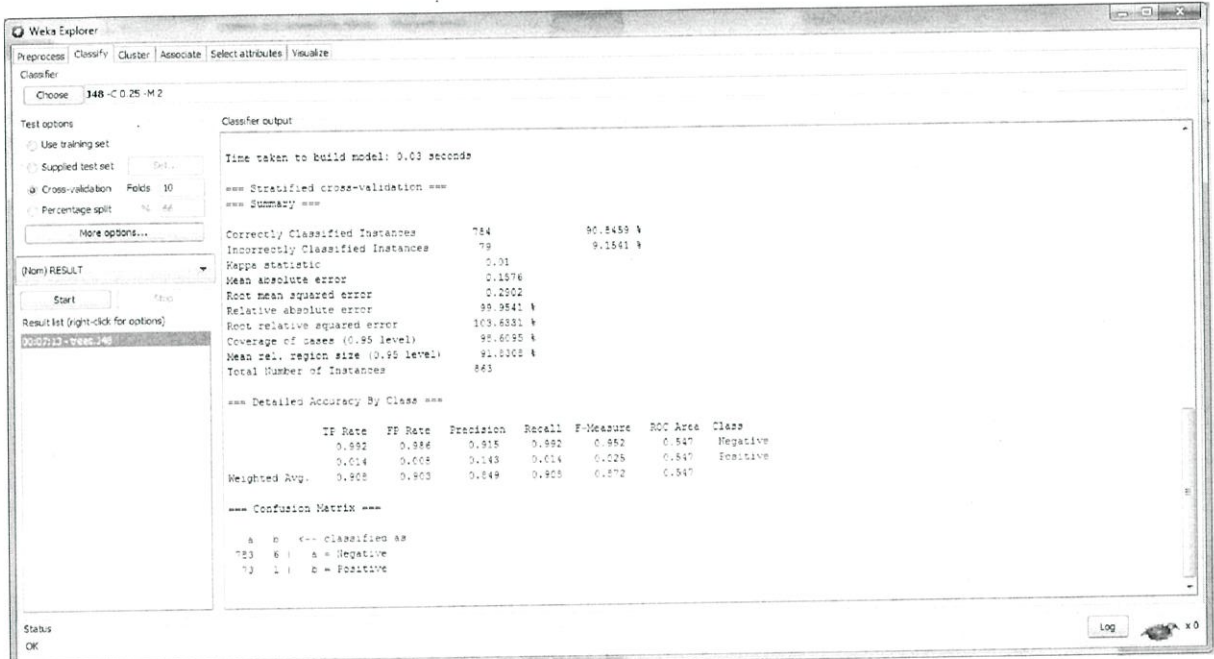 Weka Explorer
Preprocess Classify Cluster Associate Select attributes Visualize
Classifier
Choose J48 -C 0.25 -M 2
Test options
Use training set
Supplied test set Set...
Cross-validation Folds 10
Percentage split % 66
More options...
(Nom) RESULT
Start Stop
Result list (right-click for options)
00:07:13 - trees.J48
Classifier output
Time taken to build model: 0.03 seconds
=== Stratified cross-validation ===
=== Summary ===
Correctly Classified Instances 784 90.8459 %
Incorrectly Classified Instances 79 9.1541 %
Kappa statistic 0.01
Mean absolute error 0.1576
Root mean squared error 0.2902
Relative absolute error 99.9541 %
Root relative squared error 103.6331 %
Coverage of cases (0.95 level) 98.6095 %
Mean rel. region size (0.95 level) 91.8308 %
Total Number of Instances 863
=== Detailed Accuracy By Class ===
TP Rate FP Rate Precision Recall F-Measure ROC Area Class
0.992 0.986 0.915 0.992 0.952 0.547 Negative
0.014 0.008 0.143 0.014 0.025 0.547 Positive
Weighted Avg. 0.908 0.903 0.849 0.908 0.872 0.547
=== Confusion Matrix ===
a b <-- classified as
783 6 | a = Negative
73 1 | b = Positive
Status
OK
Log x 0